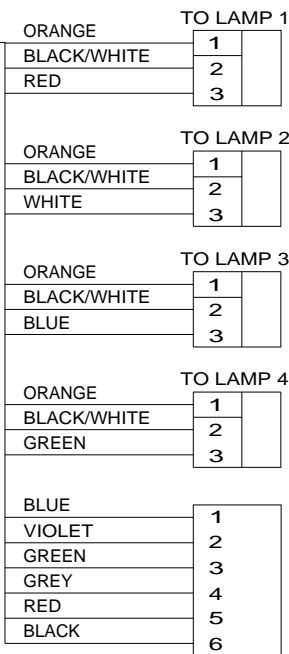 TO LAMP 1
ORANGE 1
BLACK/WHITE 2
RED 3
TO LAMP 2
ORANGE 1
BLACK/WHITE 2
WHITE 3
TO LAMP 3
ORANGE 1
BLACK/WHITE 2
BLUE 3
TO LAMP 4
ORANGE 1
BLACK/WHITE 2
GREEN 3
BLUE 1
VIOLET 2
GREEN 3
GREY 4
RED 5
BLACK 6